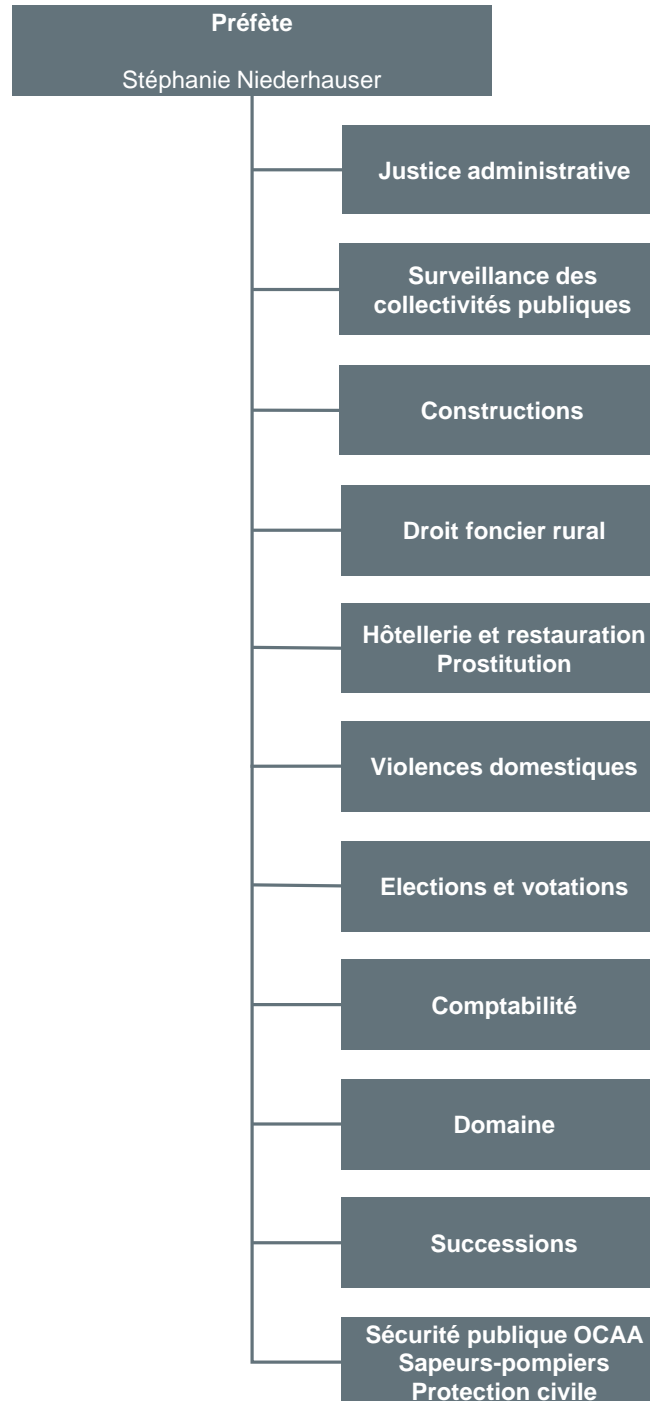 Préfète
Stéphanie Niederhauser
Justice administrative
Surveillance des
collectivités publiques
Constructions
Droit foncier rural
Hôtellerie et restauration
Prostitution
Violences domestiques
Elections et votations
Comptabilité
Domaine
Successions
Sécurité publique OCAA
Sapeurs-pompiers
Protection civile